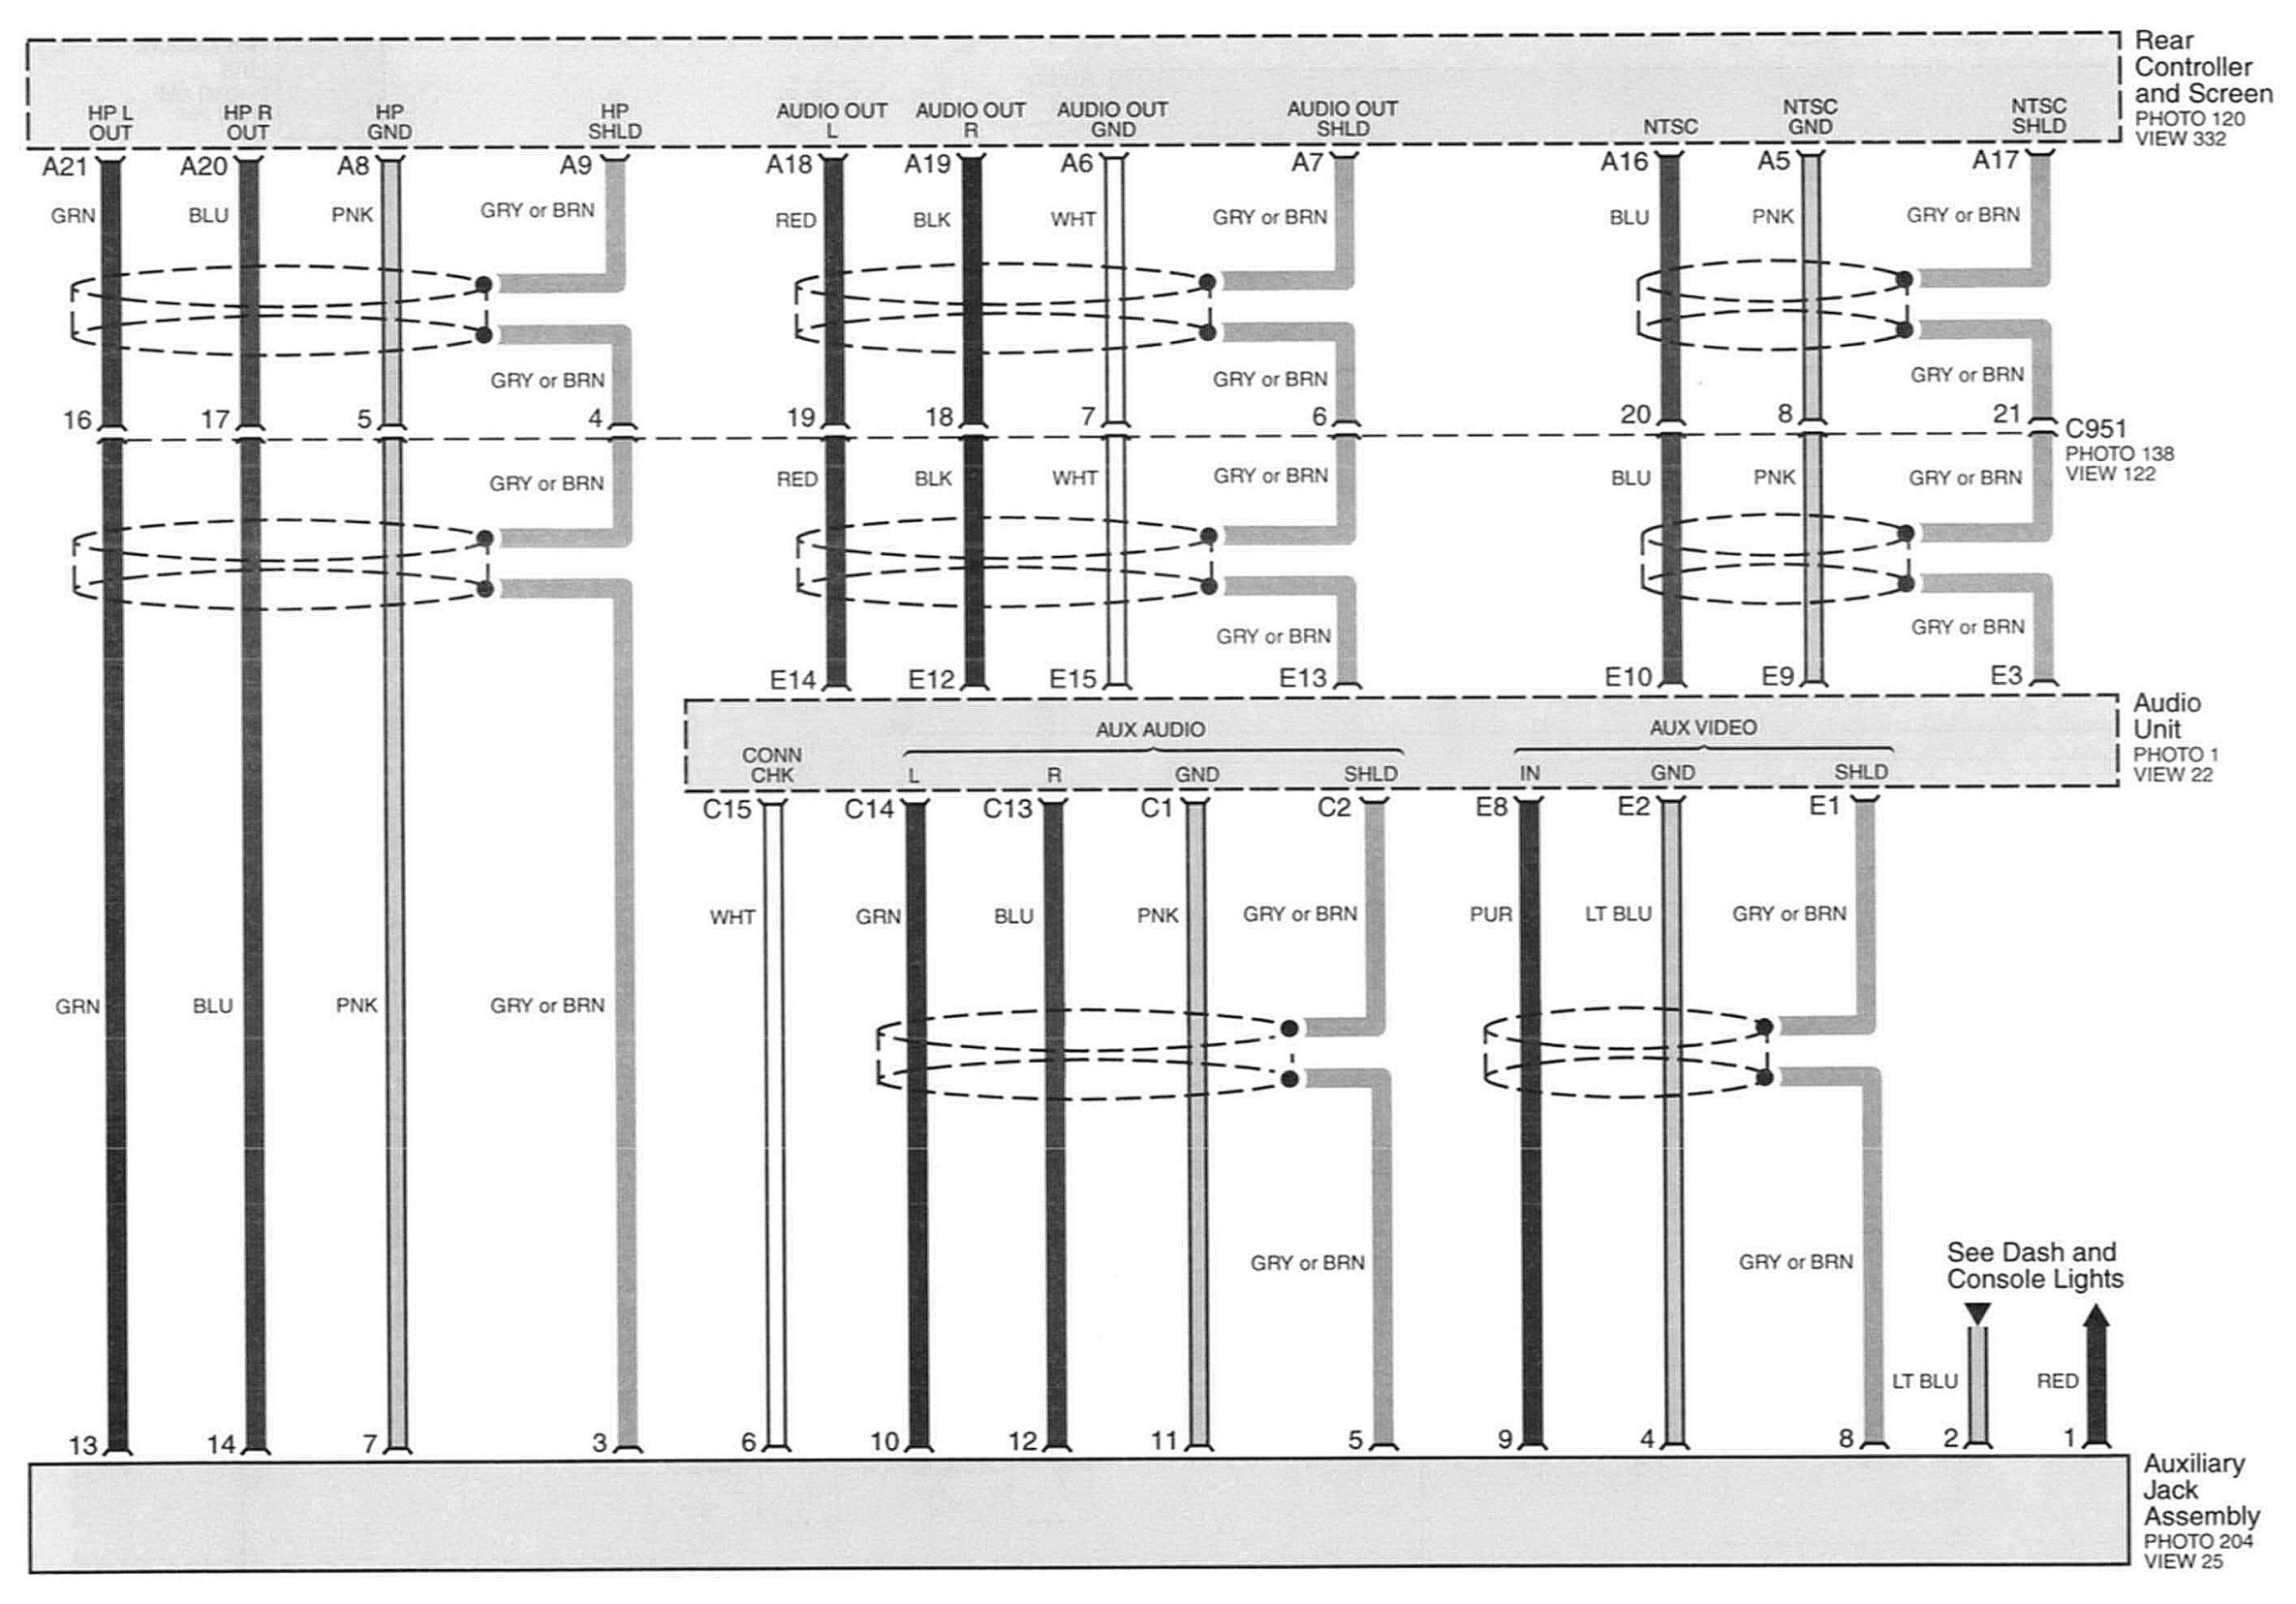 Rear
Controller
and Screen
PHOTO 120
VIEW 332
HP L
OUT
HP R
OUT
HP
GND
HP
SHLD
AUDIO OUT
L
AUDIO OUT
R
AUDIO OUT
GND
AUDIO OUT
SHLD
NTSC
NTSC
GND
NTSC
SHLD
A21 A20 A8 A9 A18 A19 A6 A7 A16 A5 A17
GRN BLU PNK GRY or BRN RED BLK WHT GRY or BRN BLU PNK GRY or BRN
GRY or BRN GRY or BRN GRY or BRN
16 17 5 4 19 18 7 6 20 8 21
C951
PHOTO 138
VIEW 122
GRY or BRN RED BLK WHT GRY or BRN BLU PNK GRY or BRN
GRY or BRN GRY or BRN
E14 E12 E15 E13 E10 E9 E3
Audio
Unit
PHOTO 1
VIEW 22
AUX AUDIO
AUX VIDEO
CONN
CHK
L R GND SHLD IN GND SHLD
C15 C14 C13 C1 C2 E8 E2 E1
WHT GRN BLU PNK GRY or BRN PUR LT BLU GRY or BRN
GRN BLU PNK GRY or BRN
GRY or BRN GRY or BRN
See Dash and
Console Lights
LT BLU RED
13 14 7 3 6 10 12 11 5 9 4 8 2 1
Auxiliary
Jack
Assembly
PHOTO 204
VIEW 25